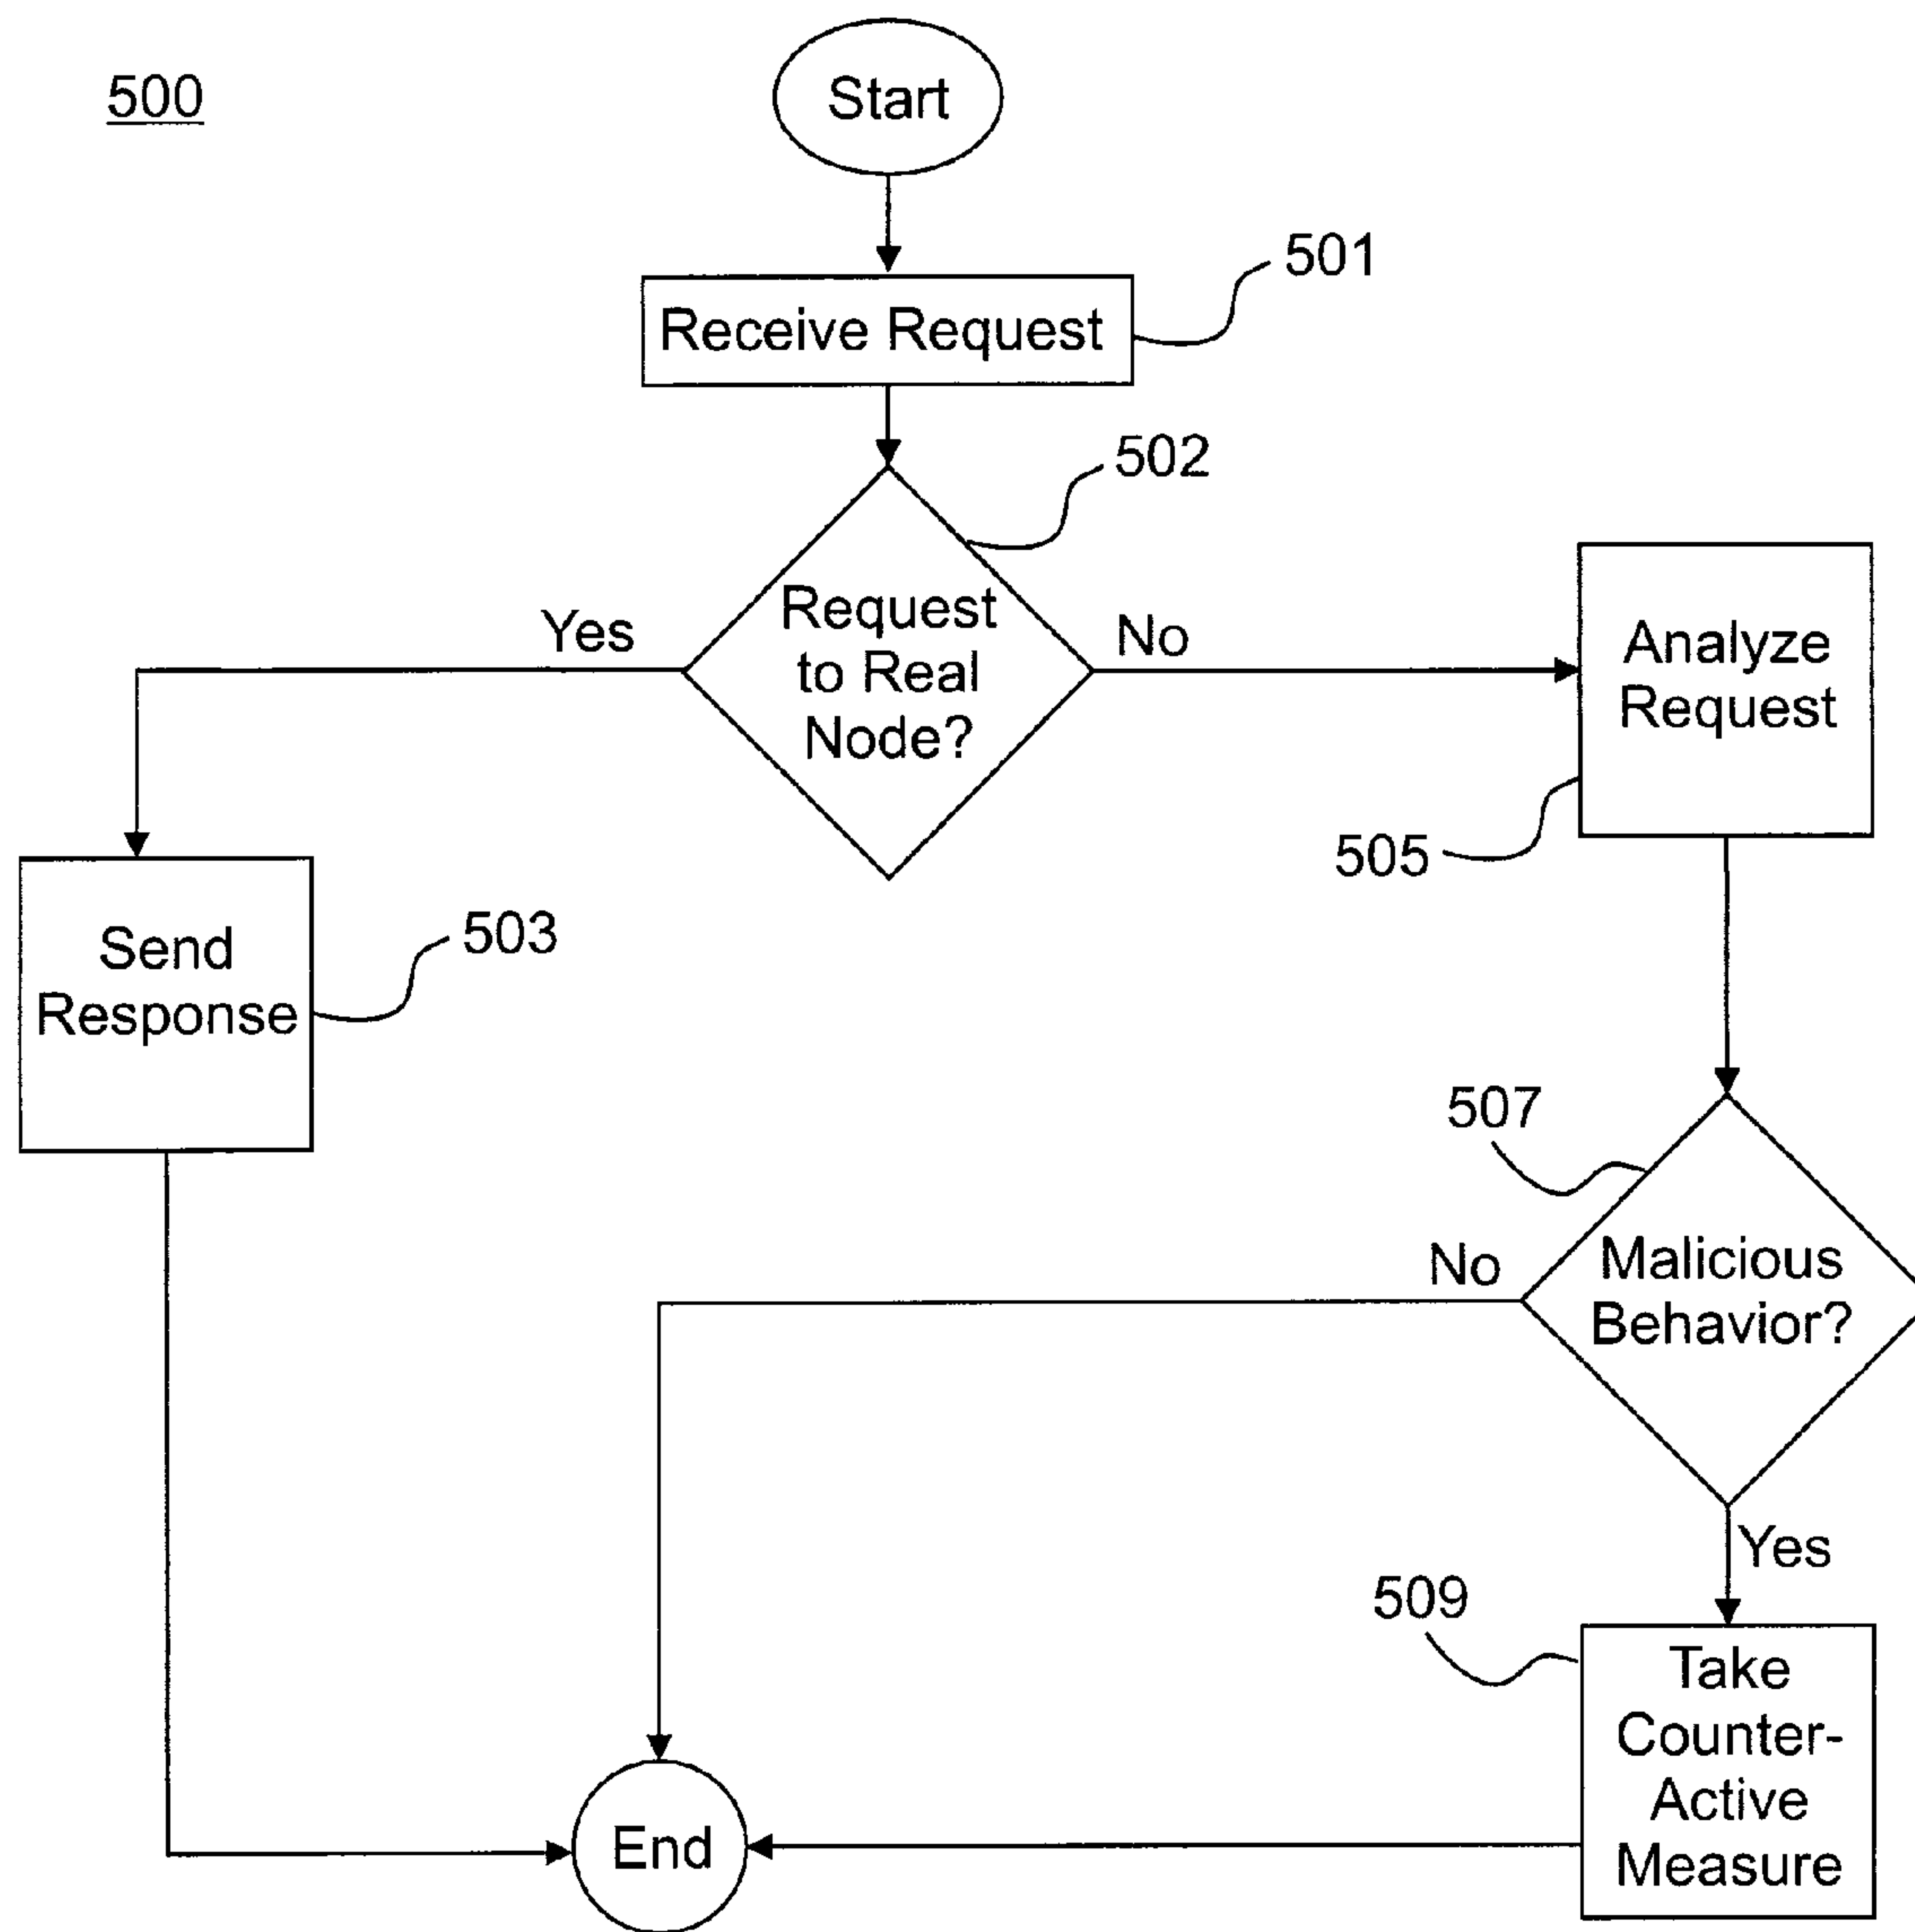 500
Start
501
Receive Request
502
Request
to Real
Node?
Yes
No
Analyze
Request
505
Send
Response
503
507
Malicious
Behavior?
No
Yes
509
Take
Counter-
Active
Measure
End